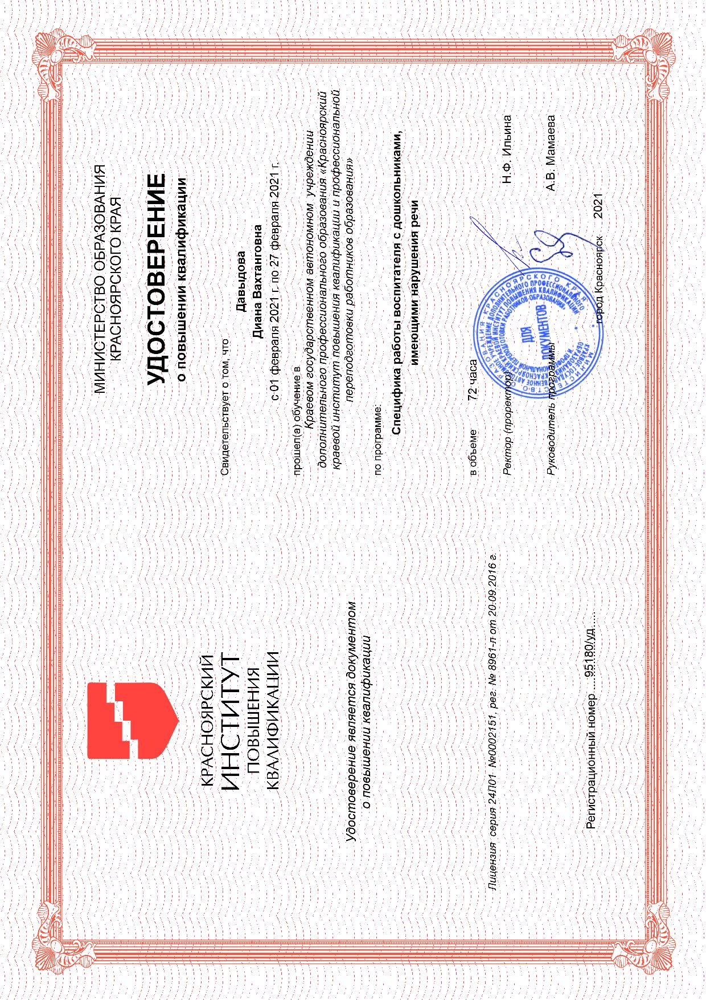 КРАСНОЯРСКИЙ
ИНСТИТУТ
ПОВЫШЕНИЯ
КВАЛИФИКАЦИИ
Удостоверение является документом
о повышении квалификации
Лицензия серия 24Л01 №0002151, рег. № 8961-л от 20.09.2016 г.
Регистрационный номер ....95180/уд.....
МИНИСТЕРСТВО ОБРАЗОВАНИЯ
КРАСНОЯРСКОГО КРАЯ
УДОСТОВЕРЕНИЕ
о повышении квалификации
Свидетельствует о том, что
Давыдова
Диана Вахтанговна
с 01 февраля 2021 г. по 27 февраля 2021 г.
прошел(а) обучение в
Краевом государственном автономном учреждении
дополнительного профессионального образования «Красноярский
краевой институт повышения квалификации и профессиональной
переподготовки работников образования»
по программе:
Специфика работы воспитателя с дошкольниками,
имеющими нарушения речи
в объеме 72 часа
Ректор (проректор) Н.Ф. Ильина
Руководитель программы А.В. Мамаева
город Красноярск 2021
ДЛЯ
ДОКУМЕНТОВ